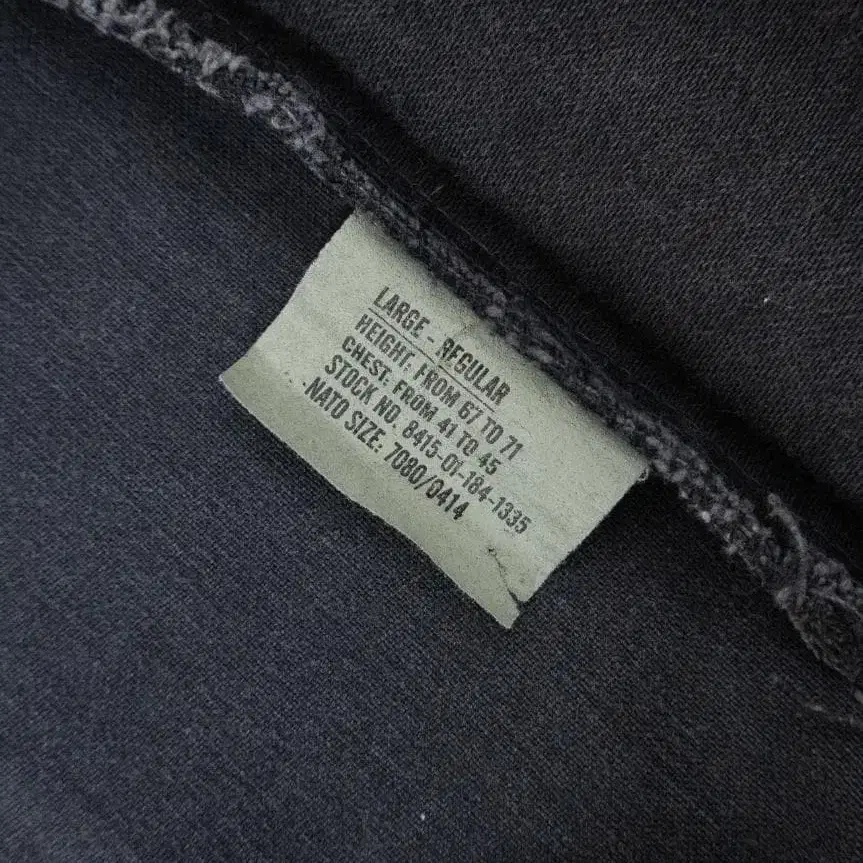 LARGE - REGULAR
HEIGHT: FROM 67 TO 71
CHEST: FROM 41 TO 45
STOCK NO. 8415-01-184-1335
NATO SIZE: 7080/0414